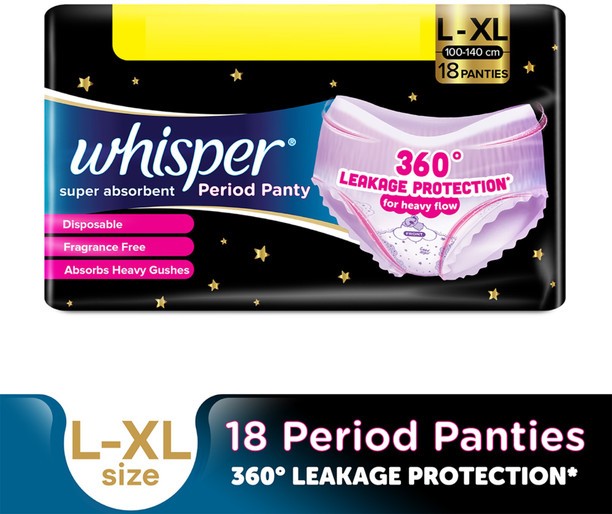 L-XL
100-140 cm
18 PANTIES
whisper®
super absorbent Period Panty
Disposable
Fragrance Free
Absorbs Heavy Gushes
360°
LEAKAGE PROTECTION*
for heavy flow
FRONT
L-XL
size
18 Period Panties
360° LEAKAGE PROTECTION*